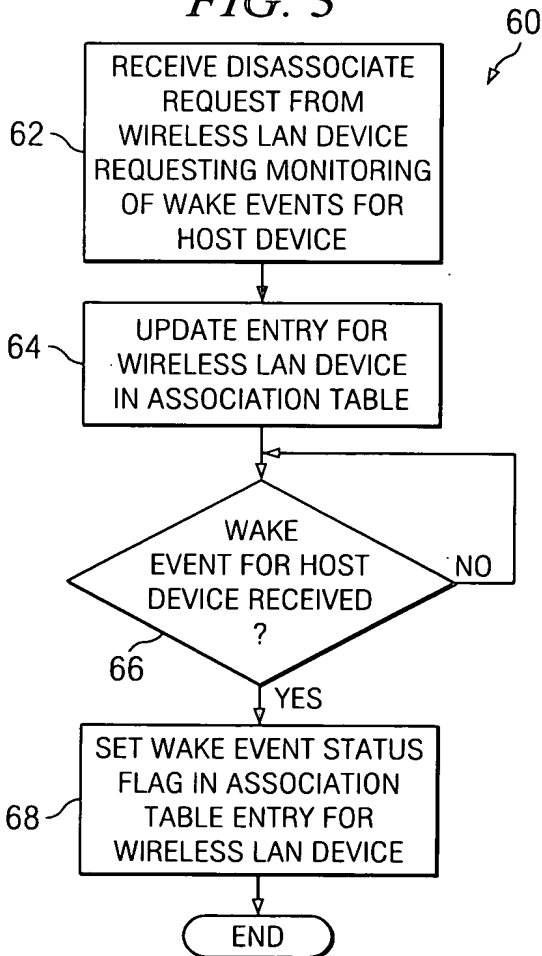 FIG. 3
60
RECEIVE DISASSOCIATE
REQUEST FROM
WIRELESS LAN DEVICE
REQUESTING MONITORING
OF WAKE EVENTS FOR
HOST DEVICE
62
UPDATE ENTRY FOR
WIRELESS LAN DEVICE
IN ASSOCIATION TABLE
64
WAKE
EVENT FOR HOST
DEVICE RECEIVED
?
NO
66
YES
SET WAKE EVENT STATUS
FLAG IN ASSOCIATION
TABLE ENTRY FOR
WIRELESS LAN DEVICE
68
END